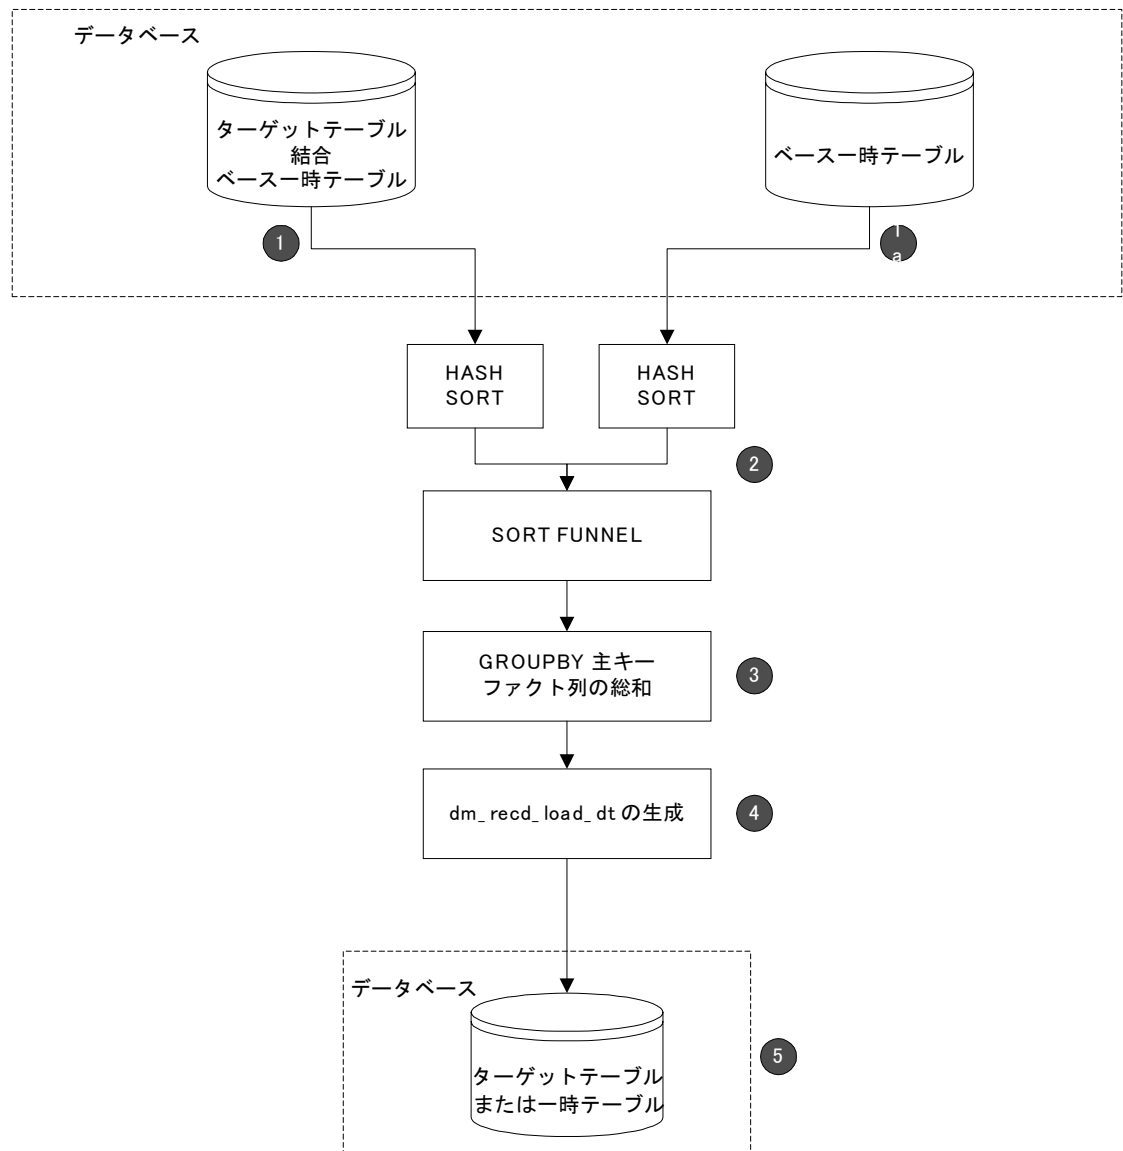 データベース
ターゲットテーブル
結合
ベース一時テーブル
ベース一時テーブル
1
1
a
HASH
SORT
HASH
SORT
2
SORT FUNNEL
GROUPBY 主キー
ファクト列の総和
3
dm_recd_load_dt の生成
4
データベース
ターゲットテーブル
または一時テーブル
5